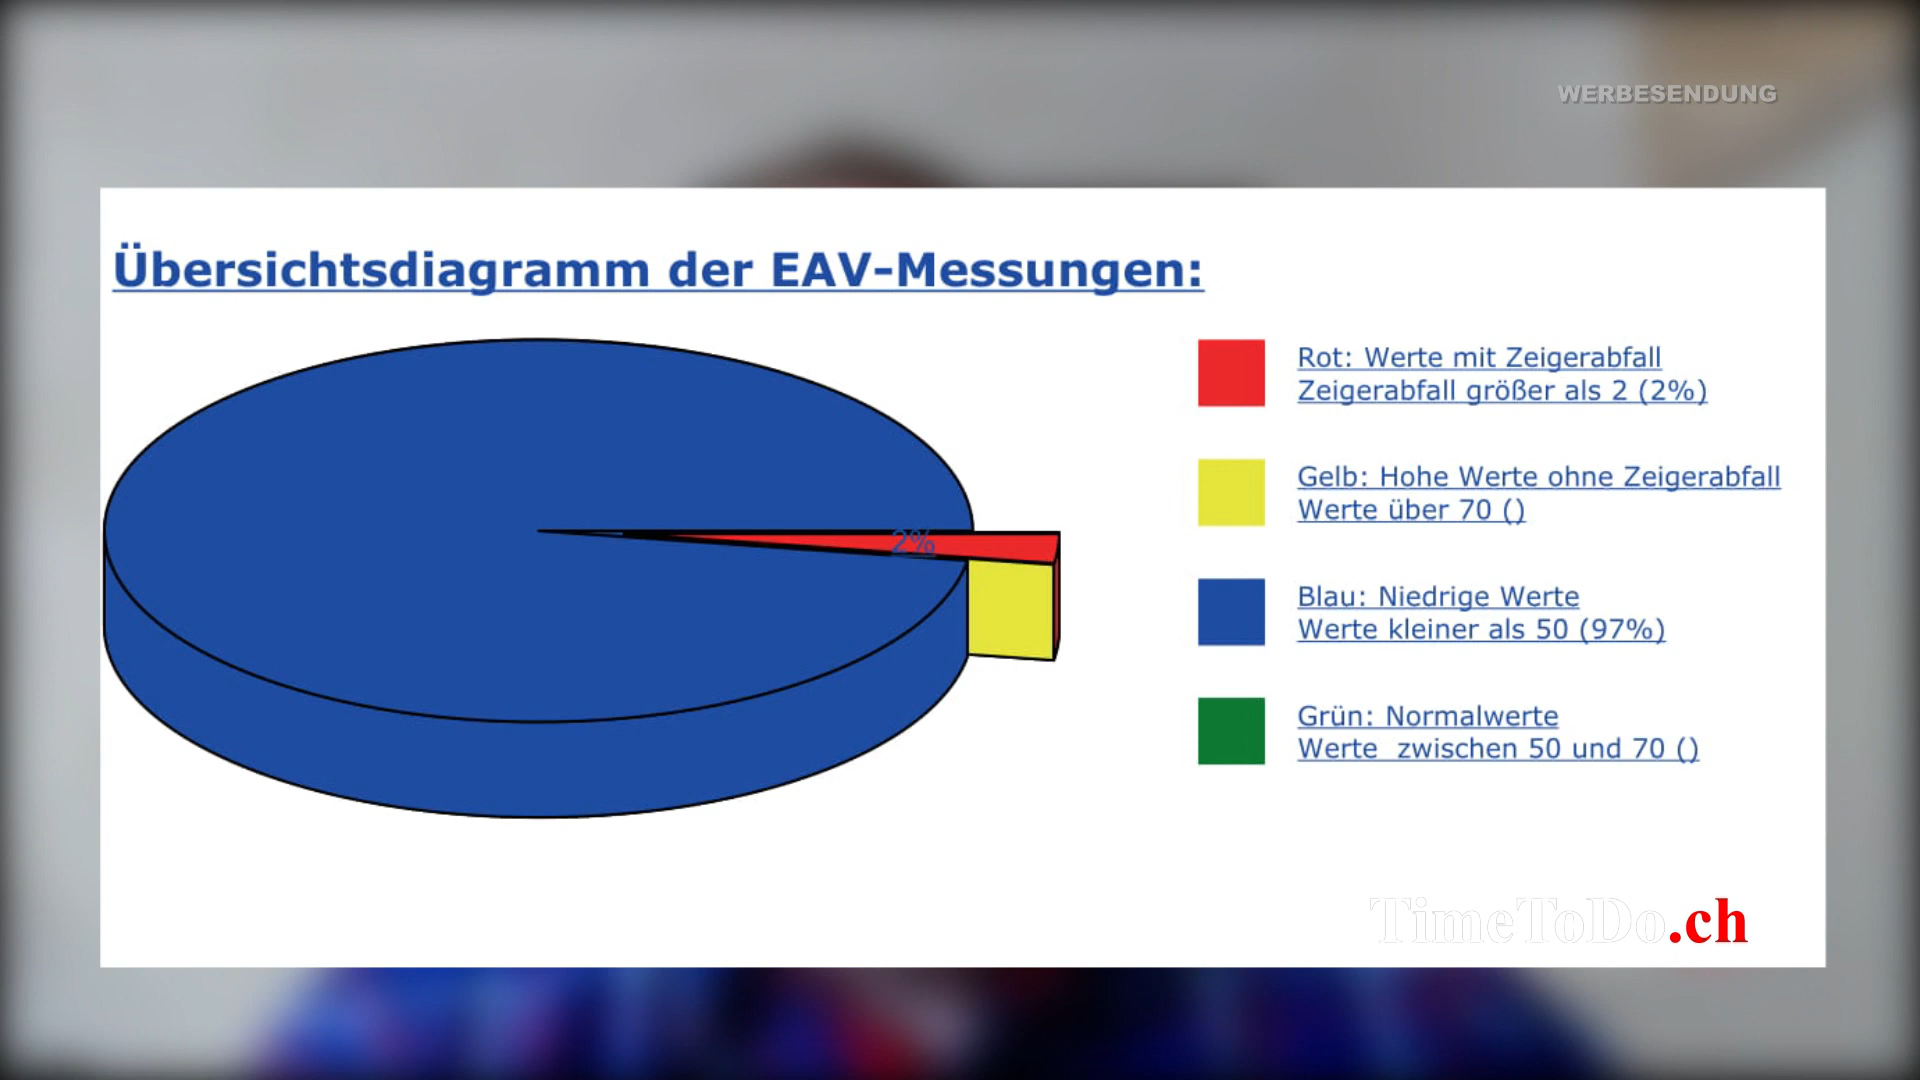 WERBESENDUNG
Übersichtsdiagramm der EAV-Messungen:
Rot: Werte mit Zeigerabfall
Zeigerabfall größer als 2 (2%)
2%
Gelb: Hohe Werte ohne Zeigerabfall
Werte über 70 ()
Blau: Niedrige Werte
Werte kleiner als 50 (97%)
Grün: Normalwerte
Werte  zwischen 50 und 70 ()
TimeToDo.ch